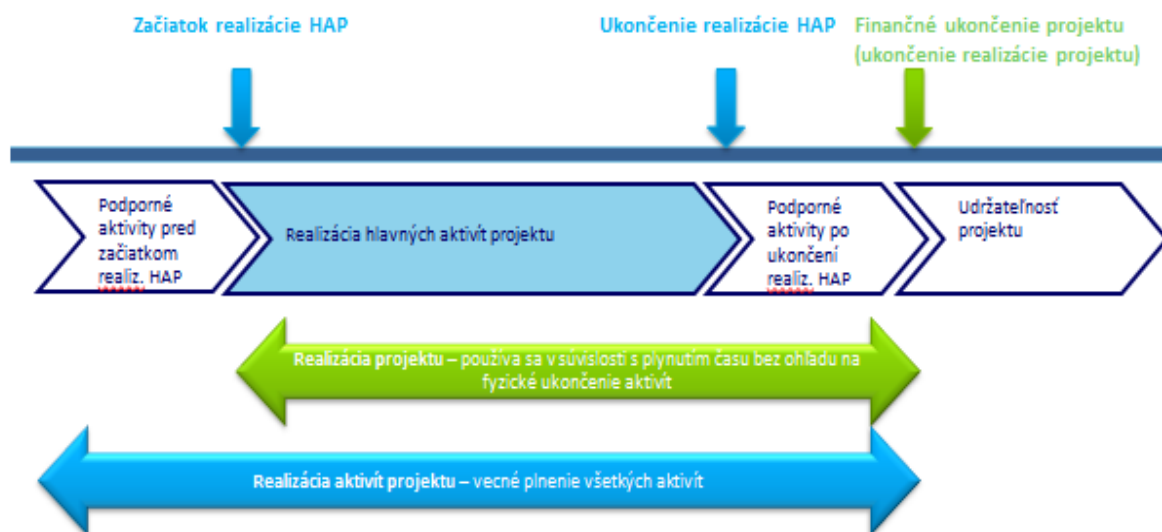 Začiatok realizácie HAP
Ukončenie realizácie HAP
Finančné ukončenie projektu
(ukončenie realizácie projektu)
Podporné
aktivity pred
začiatkom
realiz. HAP
Realizácia hlavných aktivít projektu
Podporné
aktivity po
ukončení
realiz. HAP
Udržateľnosť
projektu
Realizácia projektu – používa sa v súvislosti s plynutím času bez ohľadu na
fyzické ukončenie aktivít
Realizácia aktivít projektu – vecné plnenie všetkých aktivít